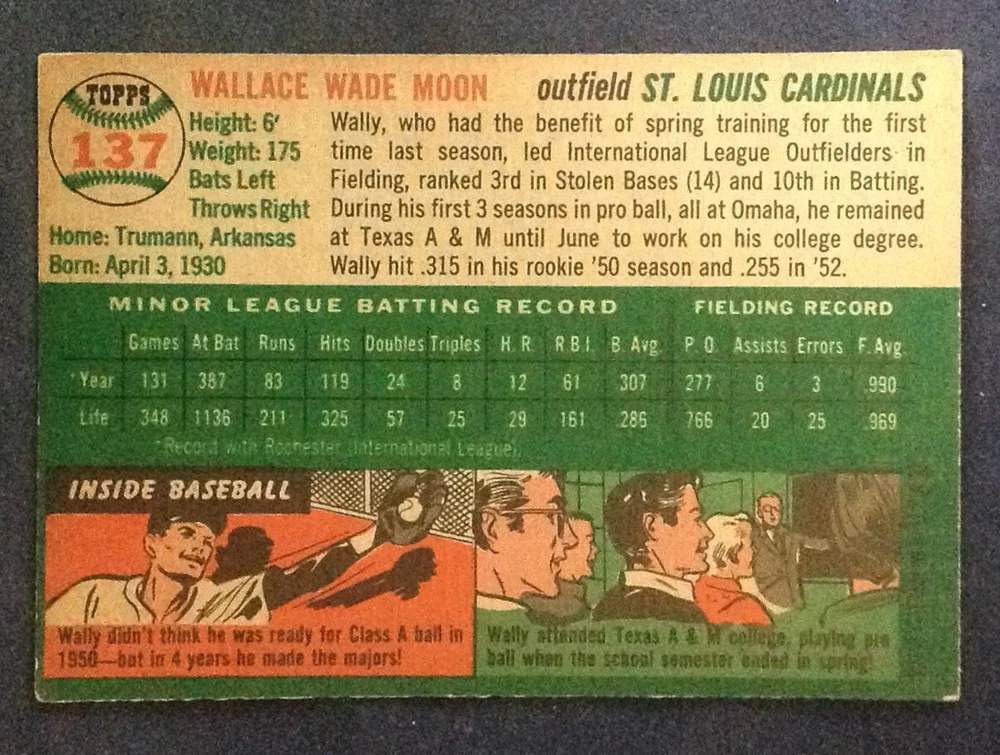 TOPPS
137
WALLACE WADE MOON outfield ST. LOUIS CARDINALS
Height: 6'
Weight: 175
Bats Left
Throws Right
Home: Trumann, Arkansas
Born: April 3, 1930
Wally, who had the benefit of spring training for the first
time last season, led International League Outfielders in
Fielding, ranked 3rd in Stolen Bases (14) and 10th in Batting.
During his first 3 seasons in pro ball, all at Omaha, he remained
at Texas A & M until June to work on his college degree.
Wally hit .315 in his rookie '50 season and .255 in '52.
MINOR LEAGUE BATTING RECORD FIELDING RECORD
Games At Bat Runs Hits Doubles Triples H.R. R.B.I. B. Avg. P.O. Assists Errors F. Avg.
*Year 131 387 83 119 24 8 12 61 .307 277 6 3 .990
Life 348 1136 211 325 57 25 29 161 .286 766 20 25 .969
*Record with Rochester (International League).
INSIDE BASEBALL
Wally didn't think he was ready for Class A ball in
1950—but in 4 years he made the majors!
Wally attended Texas A & M college, playing pro
ball when the school semester ended in spring!